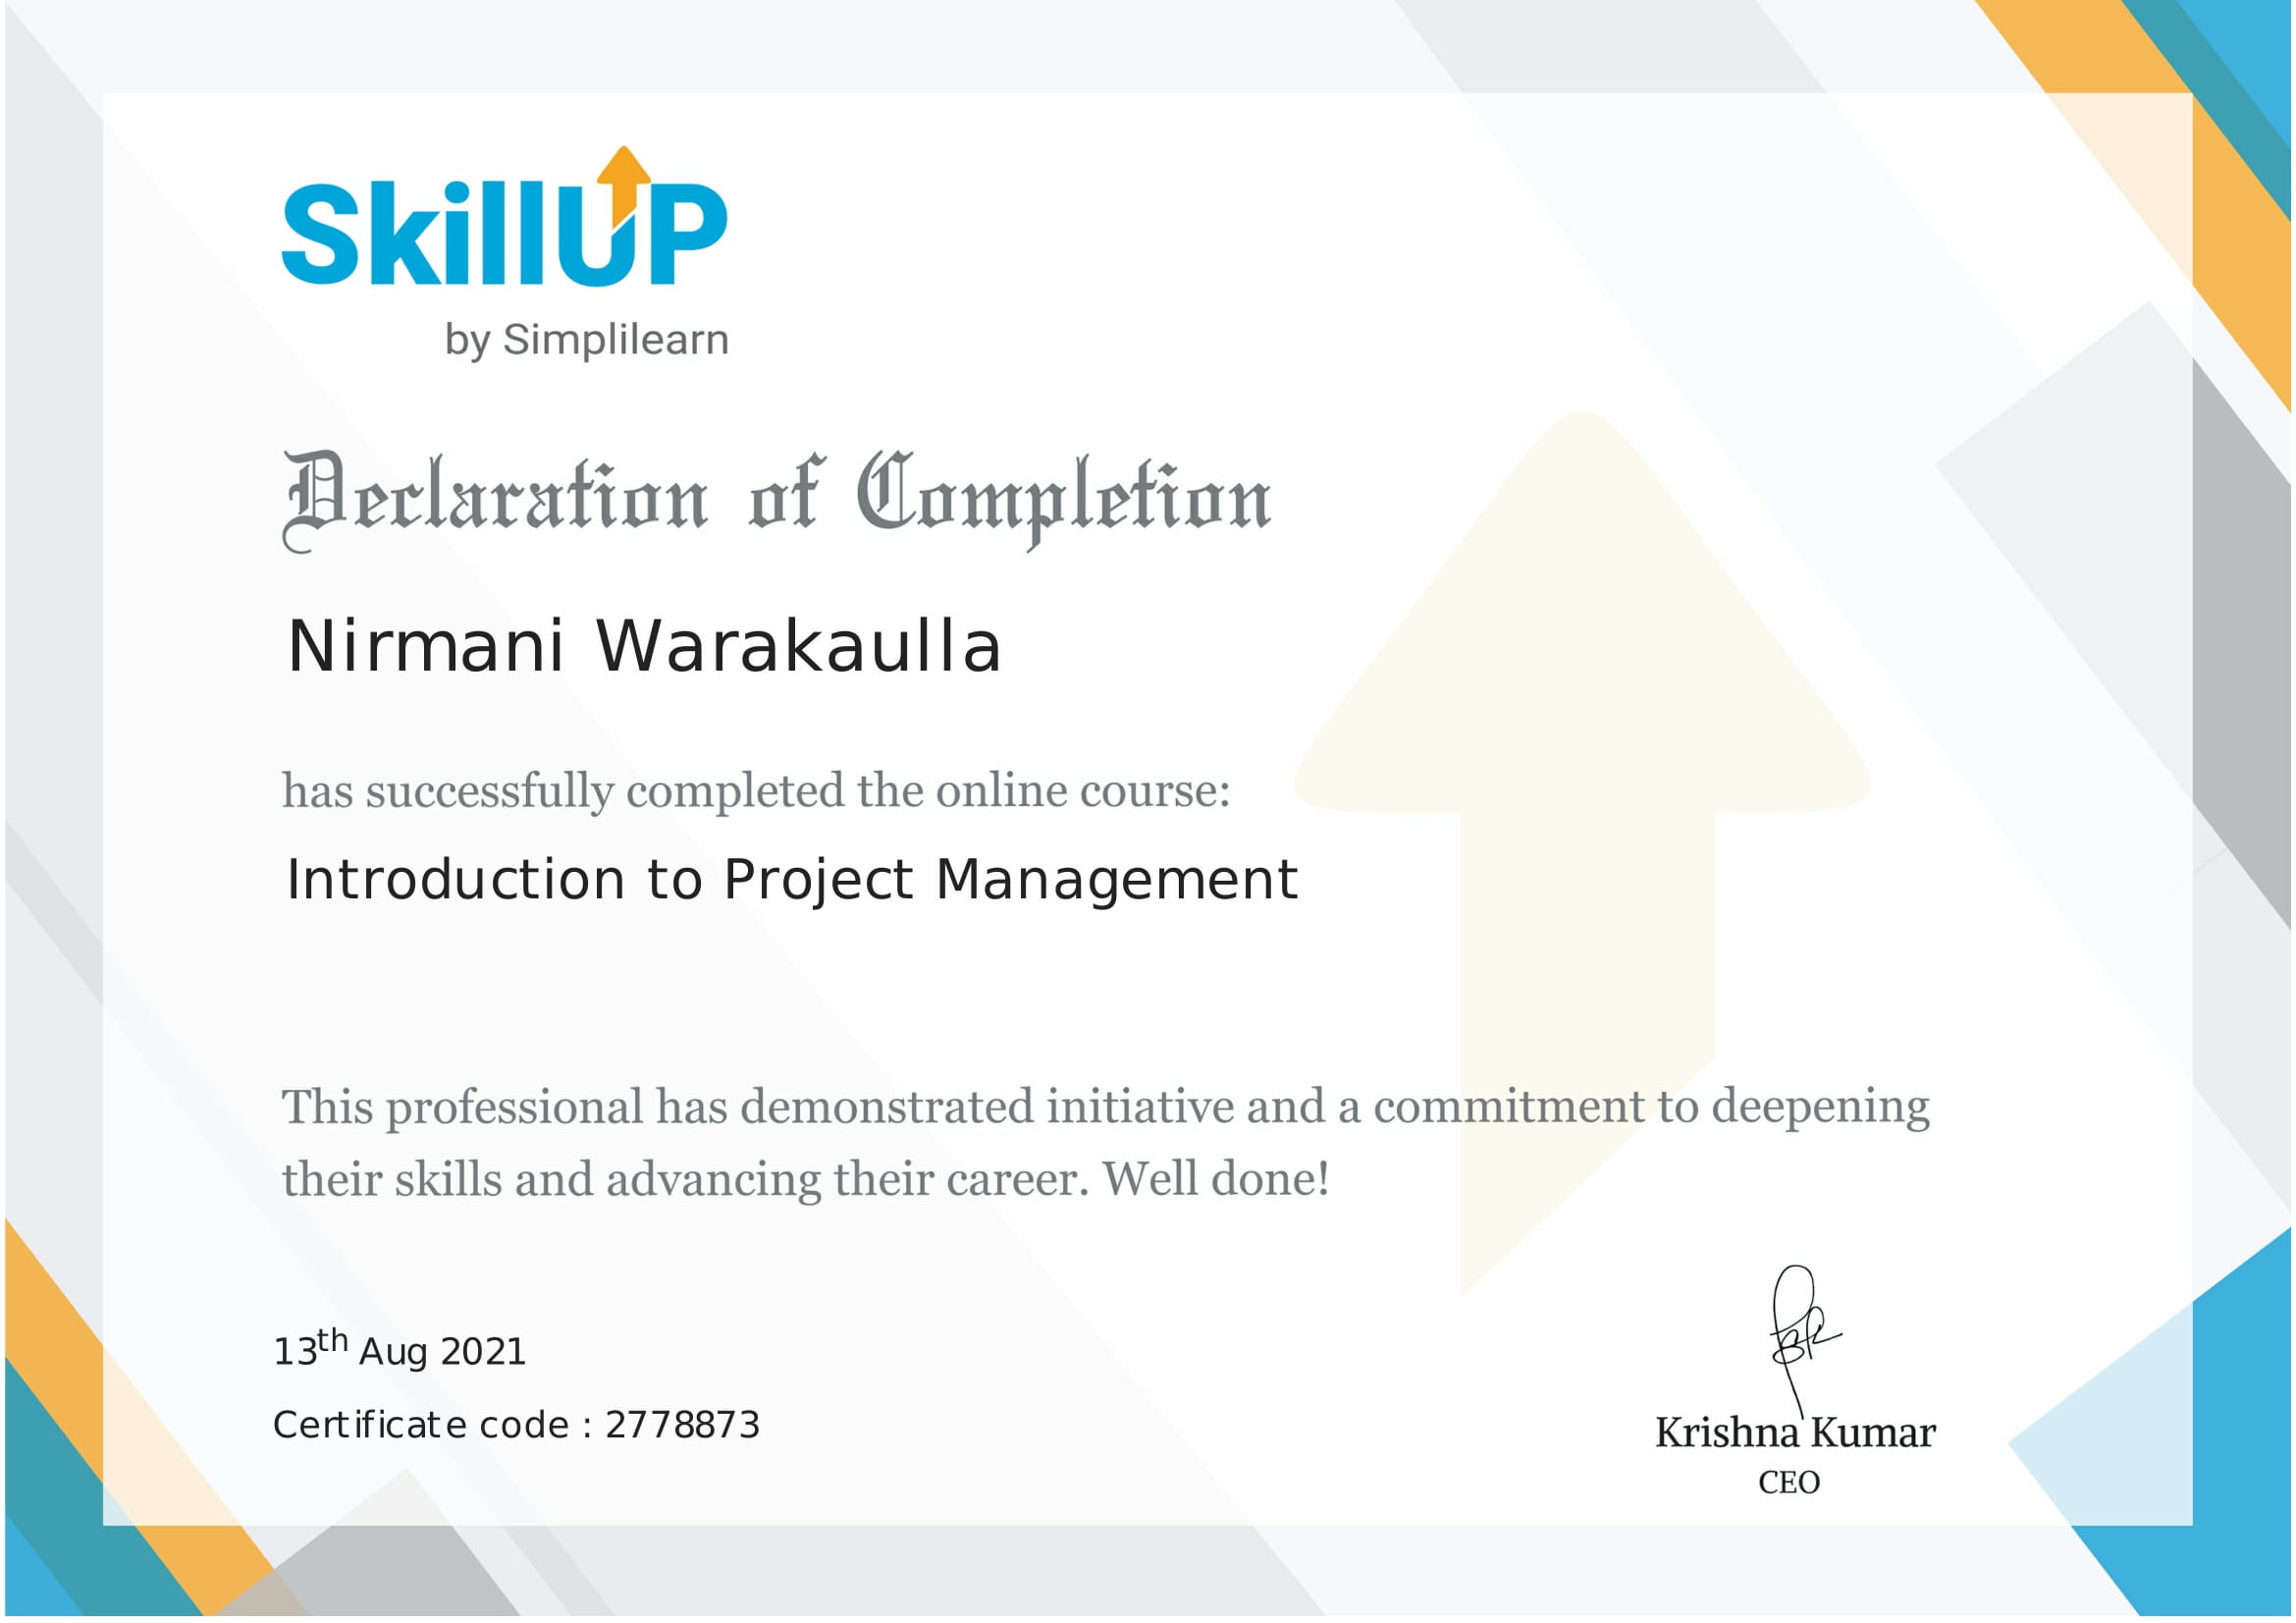 SkillUP
by Simplilearn
Declaration of Completion
Nirmani Warakaulla
has successfully completed the online course:
Introduction to Project Management
This professional has demonstrated initiative and a commitment to deepening
their skills and advancing their career. Well done!
13th Aug 2021
Certificate code : 2778873
Krishna Kumar
CEO